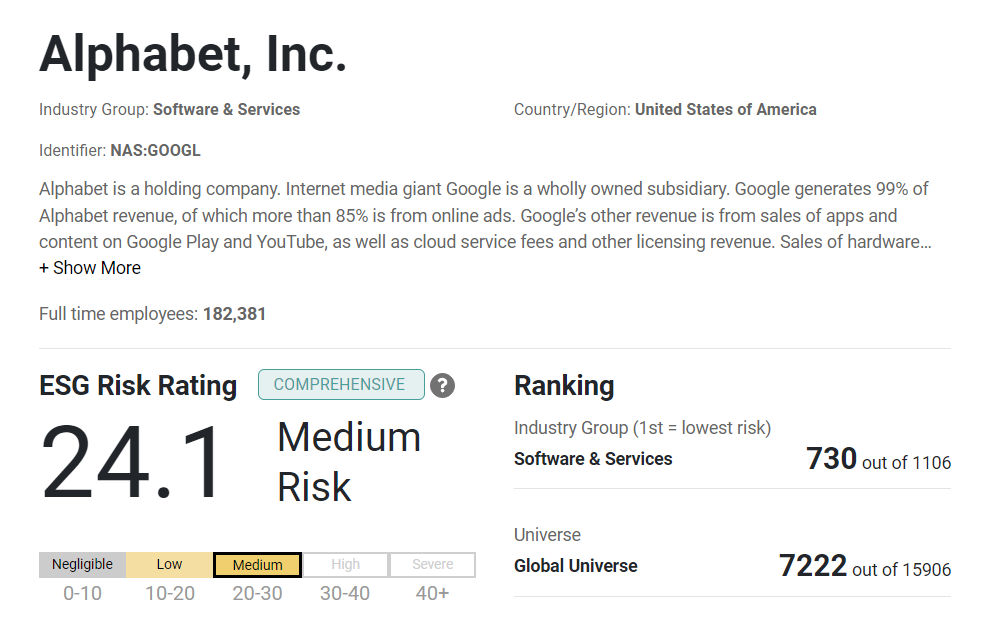 Alphabet, Inc.
Industry Group: Software & Services
Country/Region: United States of America
Identifier: NAS:GOOGL
Alphabet is a holding company. Internet media giant Google is a wholly owned subsidiary. Google generates 99% of
Alphabet revenue, of which more than 85% is from online ads. Google’s other revenue is from sales of apps and
content on Google Play and YouTube, as well as cloud service fees and other licensing revenue. Sales of hardware...
+ Show More
Full time employees: 182,381
ESG Risk Rating COMPREHENSIVE ?
24.1 Medium
Risk
Negligible Low Medium High Severe
0-10 10-20 20-30 30-40 40+
Ranking
Industry Group (1st = lowest risk)
Software & Services 730 out of 1106
Universe
Global Universe 7222 out of 15906